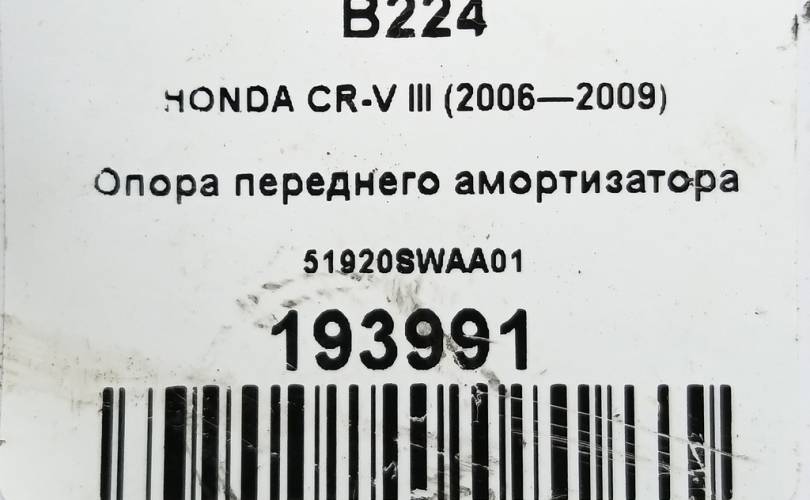 B224
HONDA CR-V III (2006—2009)
Опора переднего амортизатора
51920SWAA01
193991